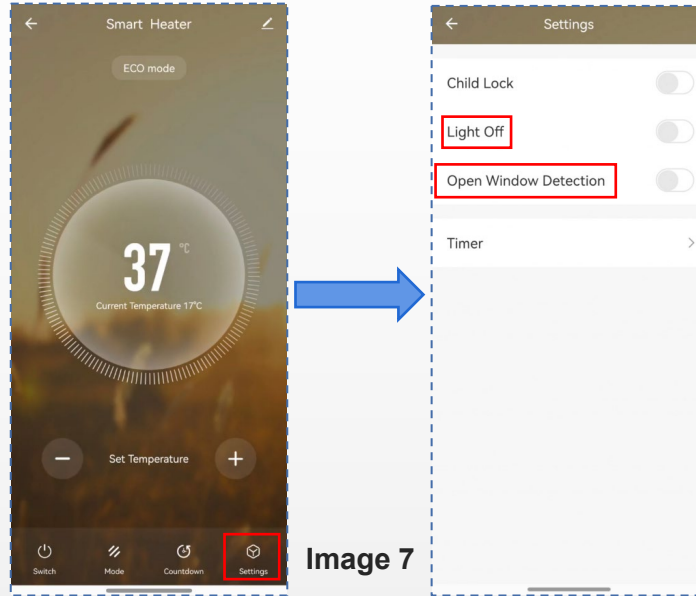 Smart Heater
ECO mode
37 °C
Current Temperature 17℃
Set Temperature
Switch
Mode
Countdown
Settings
Image 7
Settings
Child Lock
Light Off
Open Window Detection
Timer